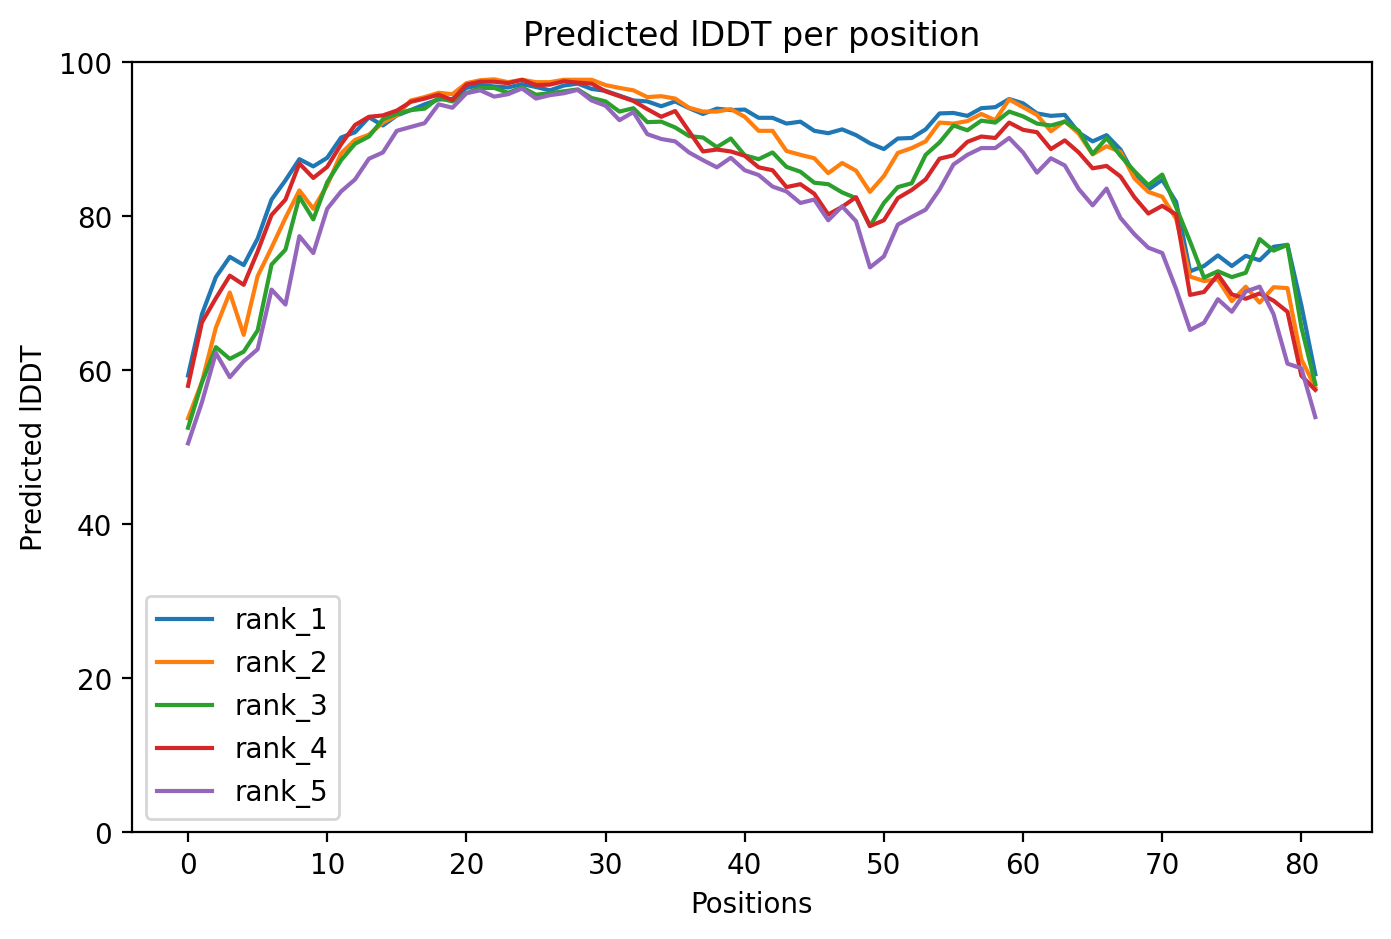 Predicted lDDT per position
100
80
60
40
20
0
Predicted lDDT
rank_1
rank_2
rank_3
rank_4
rank_5
0 10 20 30 40 50 60 70 80
Positions